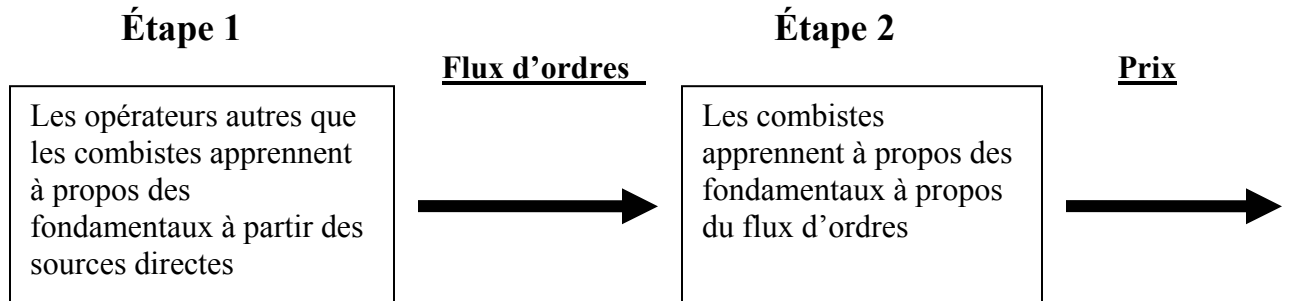 Étape 1
Étape 2
Flux d’ordres
Prix
Les opérateurs autres que
les combistes apprennent
à propos des
fondamentaux à partir des
sources directes
Les combistes
apprennent à propos des
fondamentaux à propos
du flux d’ordres